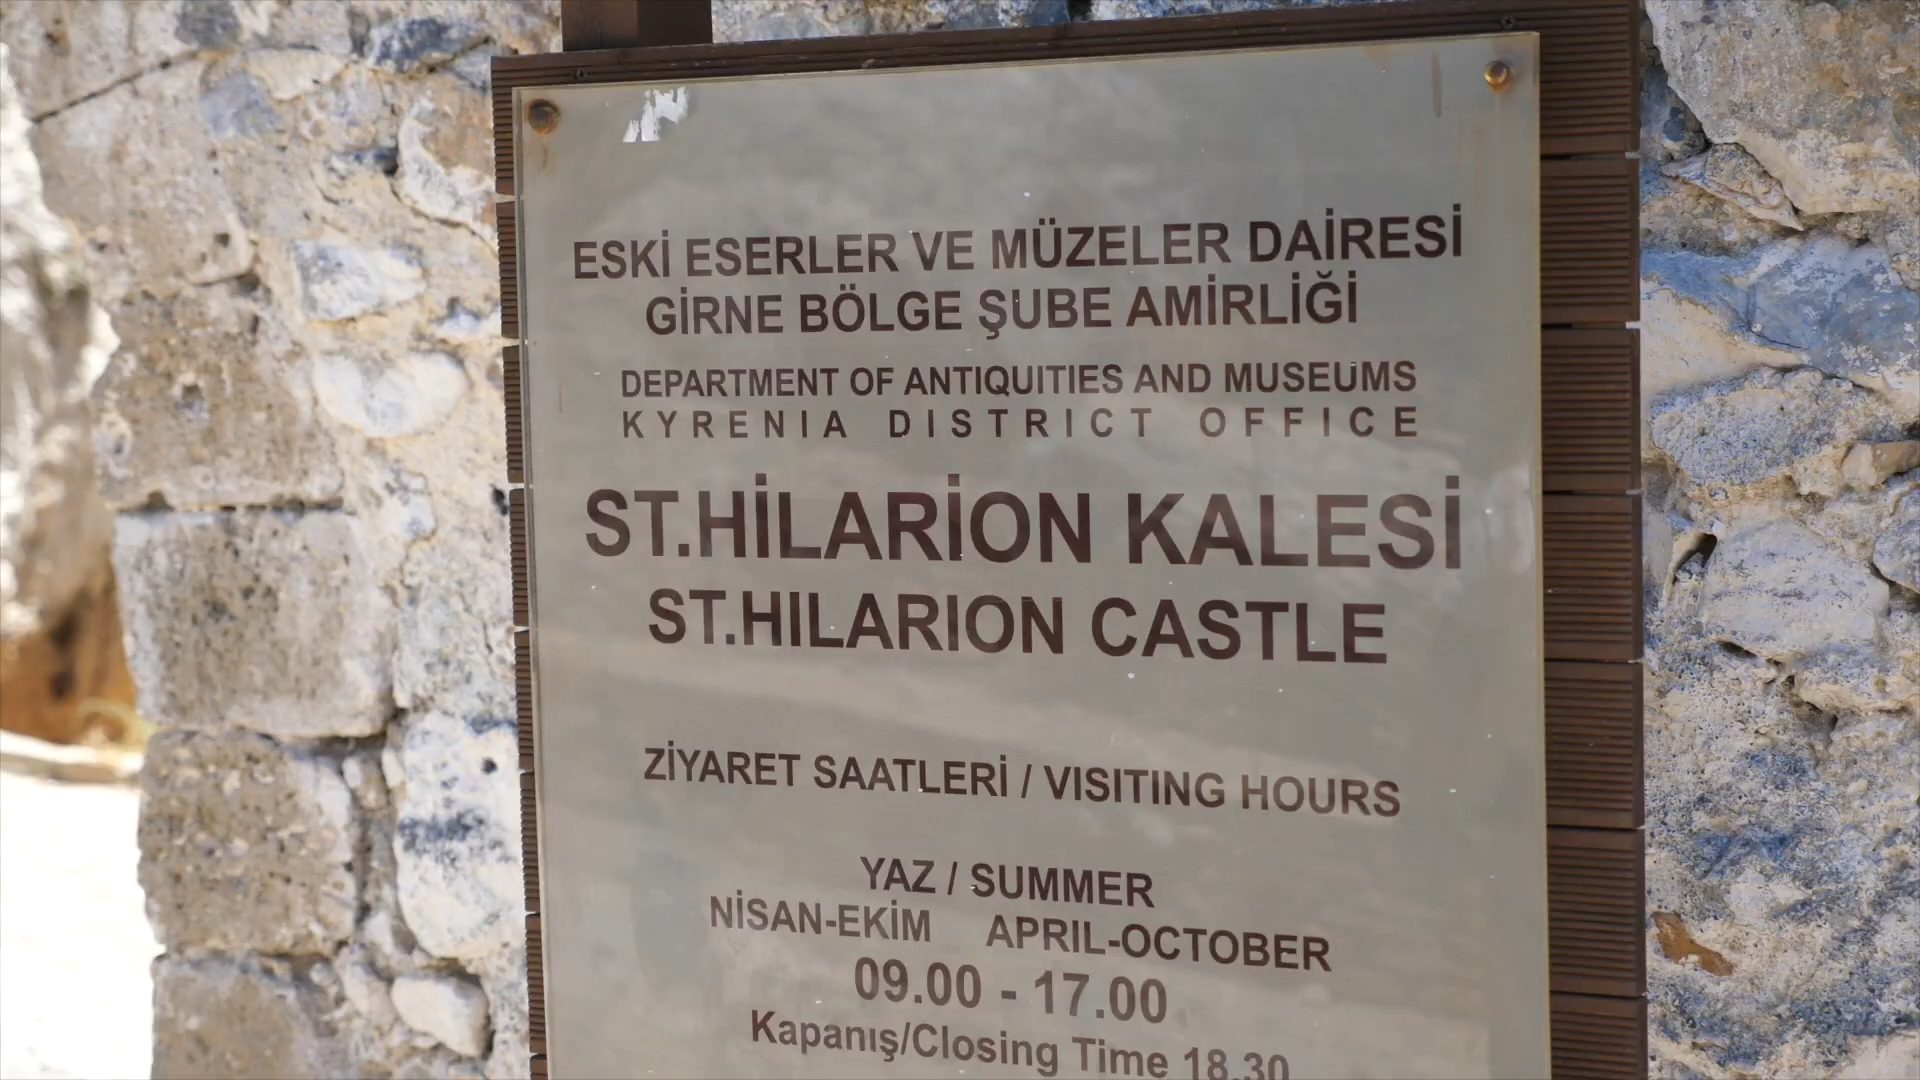 ESKİ ESERLER VE MÜZELER DAİRESİ
GİRNE BÖLGE ŞUBE AMİRLİĞİ
DEPARTMENT OF ANTIQUITIES AND MUSEUMS
KYRENIA DISTRICT OFFICE
ST.HİLARİON KALESİ
ST.HILARION CASTLE
ZİYARET SAATLERİ / VISITING HOURS
YAZ / SUMMER
NİSAN-EKİM APRIL-OCTOBER
09.00 - 17.00
Kapanış/Closing Time 18.30